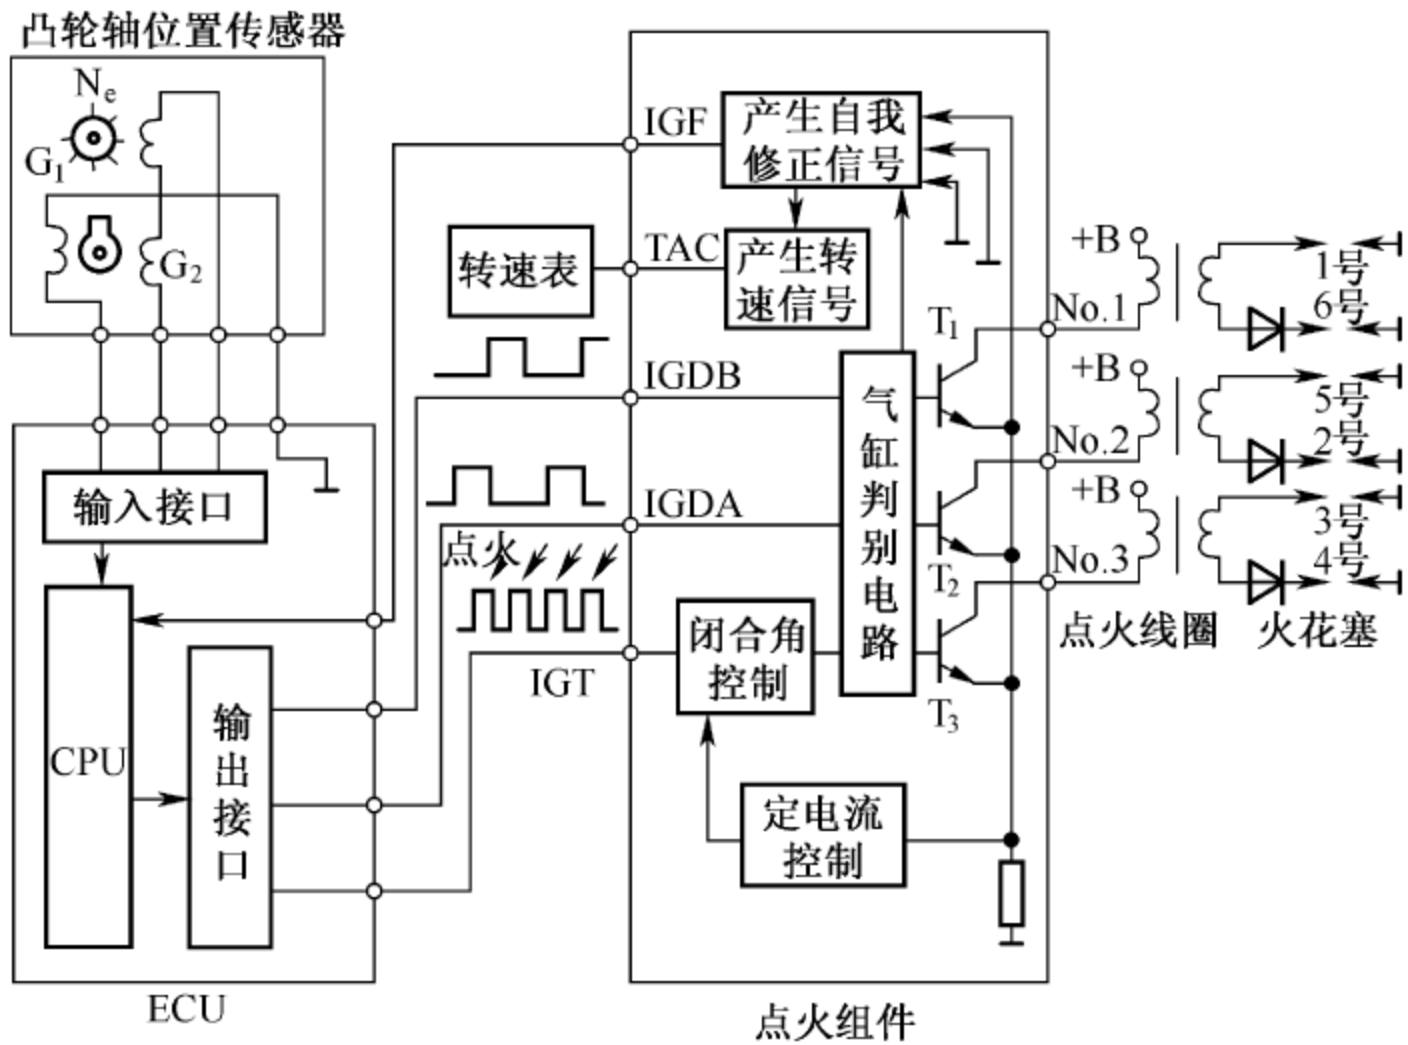 凸轮轴位置传感器
Ne
G1
G2
输入接口
CPU
输出接口
ECU
转速表
点火
IGF
TAC
IGDB
IGDA
IGT
产生自我
修正信号
产生转
速信号
气缸判别电路
闭合角
控制
定电流
控制
T1
T2
T3
点火组件
+B
No.1
1号
6号
+B
No.2
5号
2号
+B
No.3
3号
4号
点火线圈
火花塞